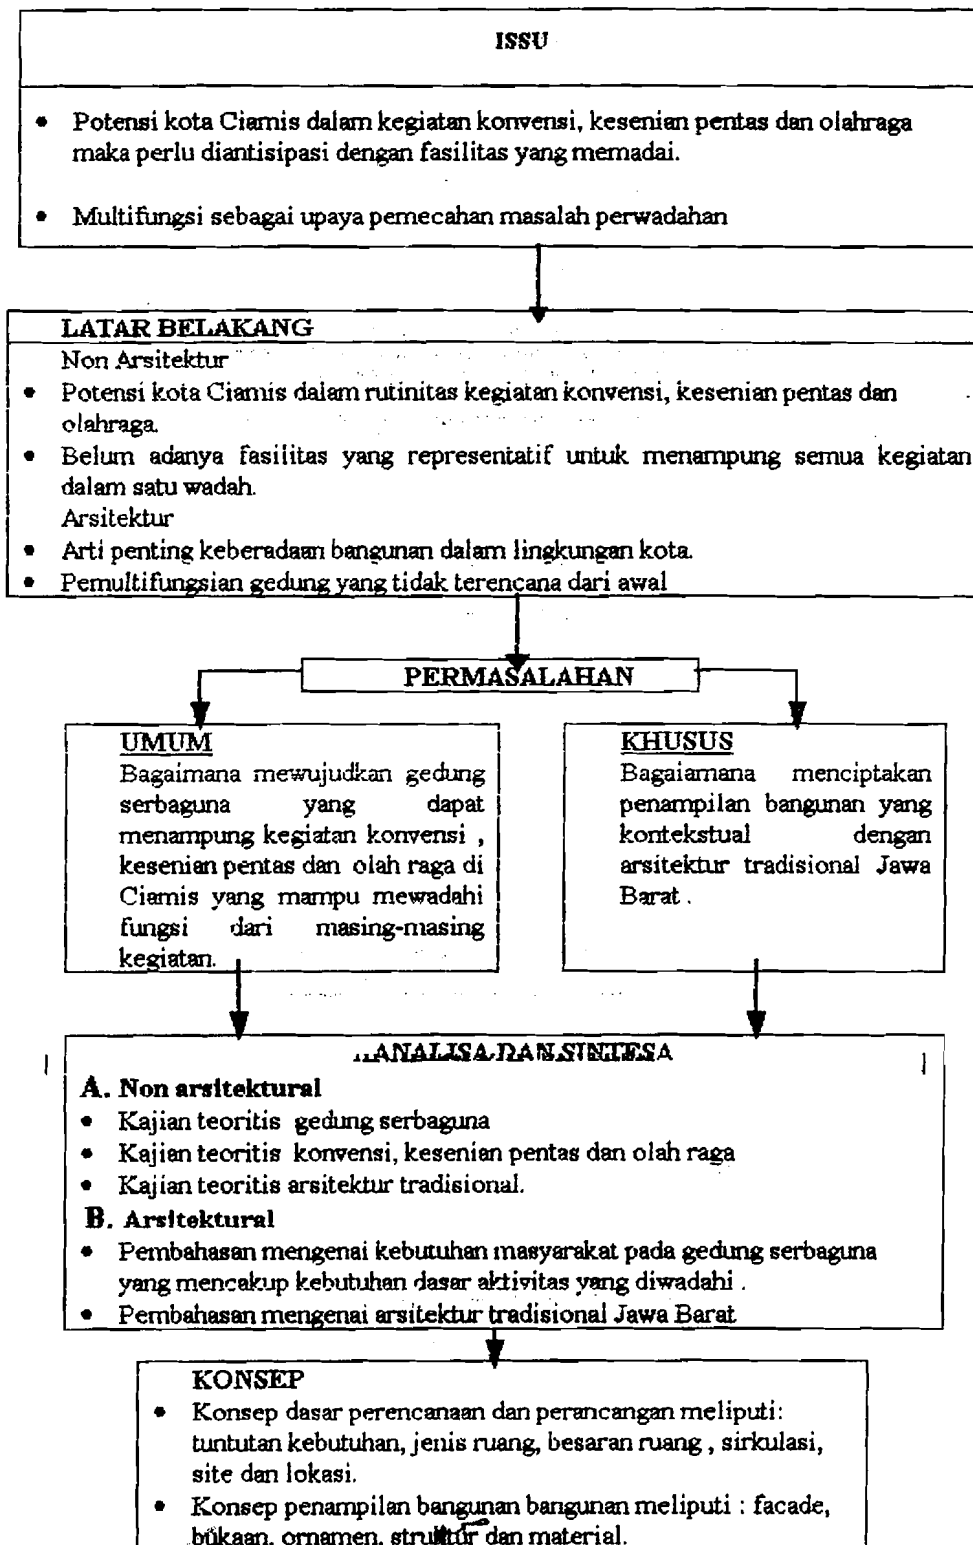 ISSU
• Potensi kota Ciamis dalam kegiatan konvensi, kesenian pentas dan olahraga
maka perlu diantisipasi dengan fasilitas yang memadai.
• Multifungsi sebagai upaya pemecahan masalah perwadahan
LATAR BELAKANG
Non Arsitektur
• Potensi kota Ciamis dalam rutinitas kegiatan konvensi, kesenian pentas dan
olahraga.
• Belum adanya fasilitas yang representatif untuk menampung semua kegiatan
dalam satu wadah.
Arsitektur
• Arti penting keberadaan bangunan dalam lingkungan kota.
• Pemultifungsian gedung yang tidak terencana dari awal
PERMASALAHAN
UMUM
Bagaimana mewujudkan gedung
serbaguna yang dapat
menampung kegiatan konvensi ,
kesenian pentas dan olah raga di
Ciamis yang mampu mewadahi
fungsi dari masing-masing
kegiatan.
KHUSUS
Bagaiamana menciptakan
penampilan bangunan yang
kontekstual dengan
arsitektur tradisional Jawa
Barat .
ANALISA DAN SINTESA
A. Non arsitektural
• Kajian teoritis gedung serbaguna
• Kajian teoritis konvensi, kesenian pentas dan olah raga
• Kajian teoritis arsitektur tradisional.
B. Arsitektural
• Pembahasan mengenai kebutuhan masyarakat pada gedung serbaguna
yang mencakup kebutuhan dasar aktivitas yang diwadahi .
• Pembahasan mengenai arsitektur tradisional Jawa Barat
KONSEP
• Konsep dasar perencanaan dan perancangan meliputi:
tuntutan kebutuhan, jenis ruang, besaran ruang , sirkulasi,
site dan lokasi.
• Konsep penampilan bangunan bangunan meliputi : facade,
bukaan, ornamen, struktur dan material.